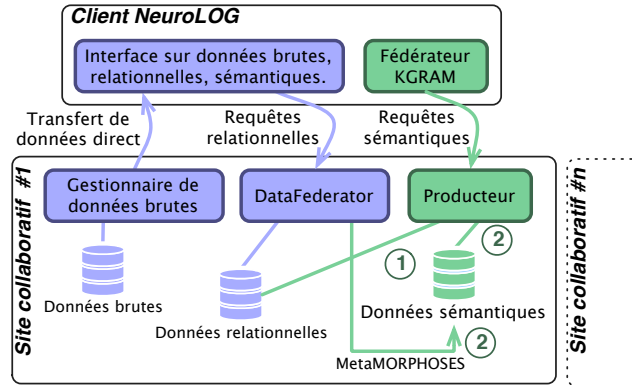 Client NeuroLOG
Interface sur données brutes,
relationnelles, sémantiques.
Fédérateur
KGRAM
Transfert de
données direct
Requêtes
relationnelles
Requêtes
sémantiques
Site collaboratif #1
Gestionnaire de
données brutes
DataFederator
Producteur
1
2
Données brutes
Données relationnelles
Données sémantiques
2
MetaMORPHOSES
Site collaboratif #n